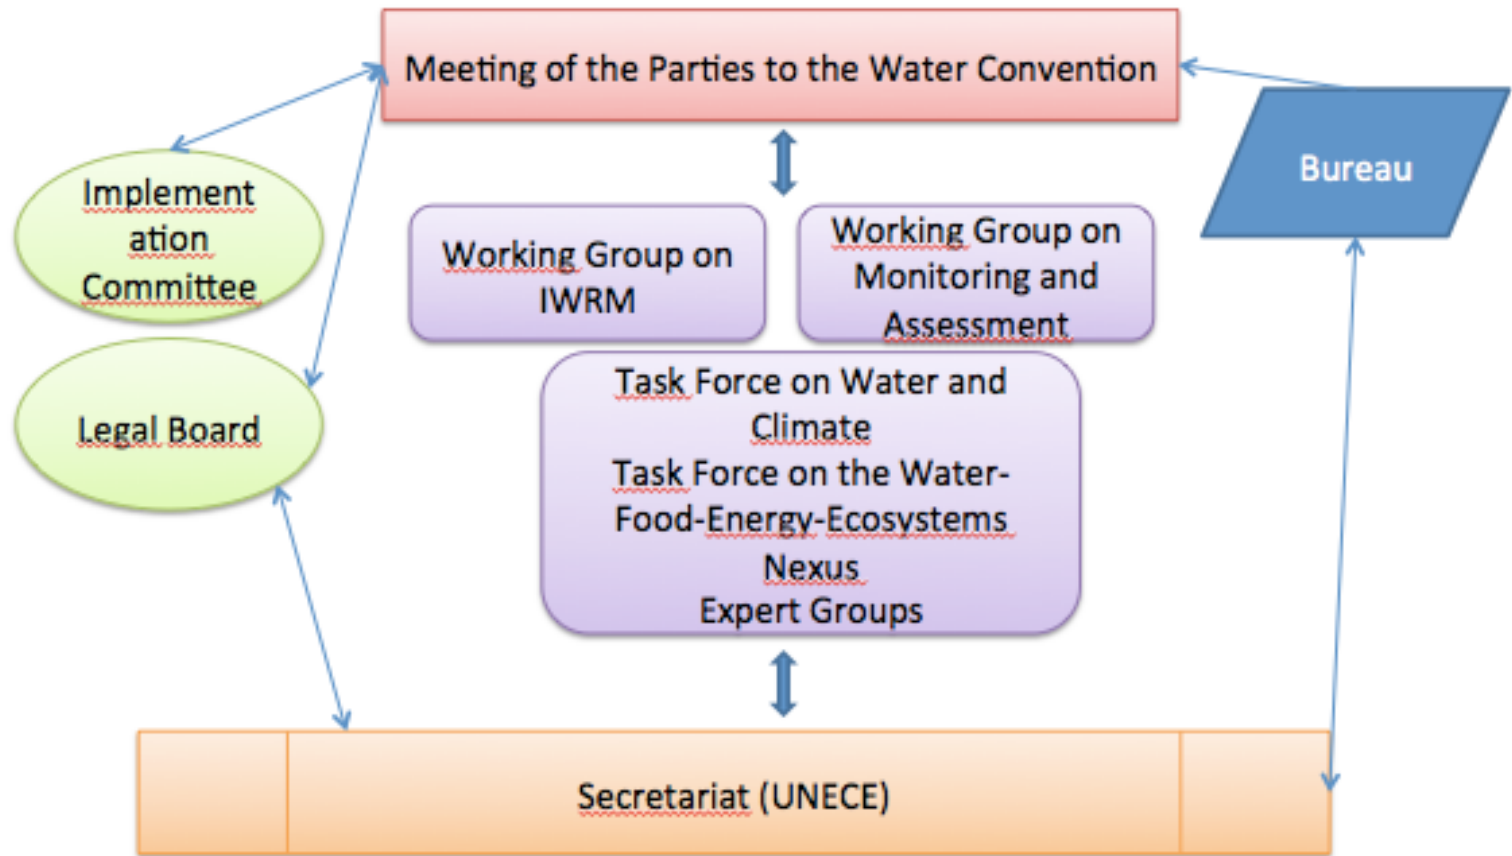 Meeting of the Parties to the Water Convention
Bureau
Implement
ation
Committee
Working Group on
IWRM
Working Group on
Monitoring and
Assessment
Legal Board
Task Force on Water and
Climate
Task Force on the Water-
Food-Energy-Ecosystems
Nexus
Expert Groups
Secretariat (UNECE)